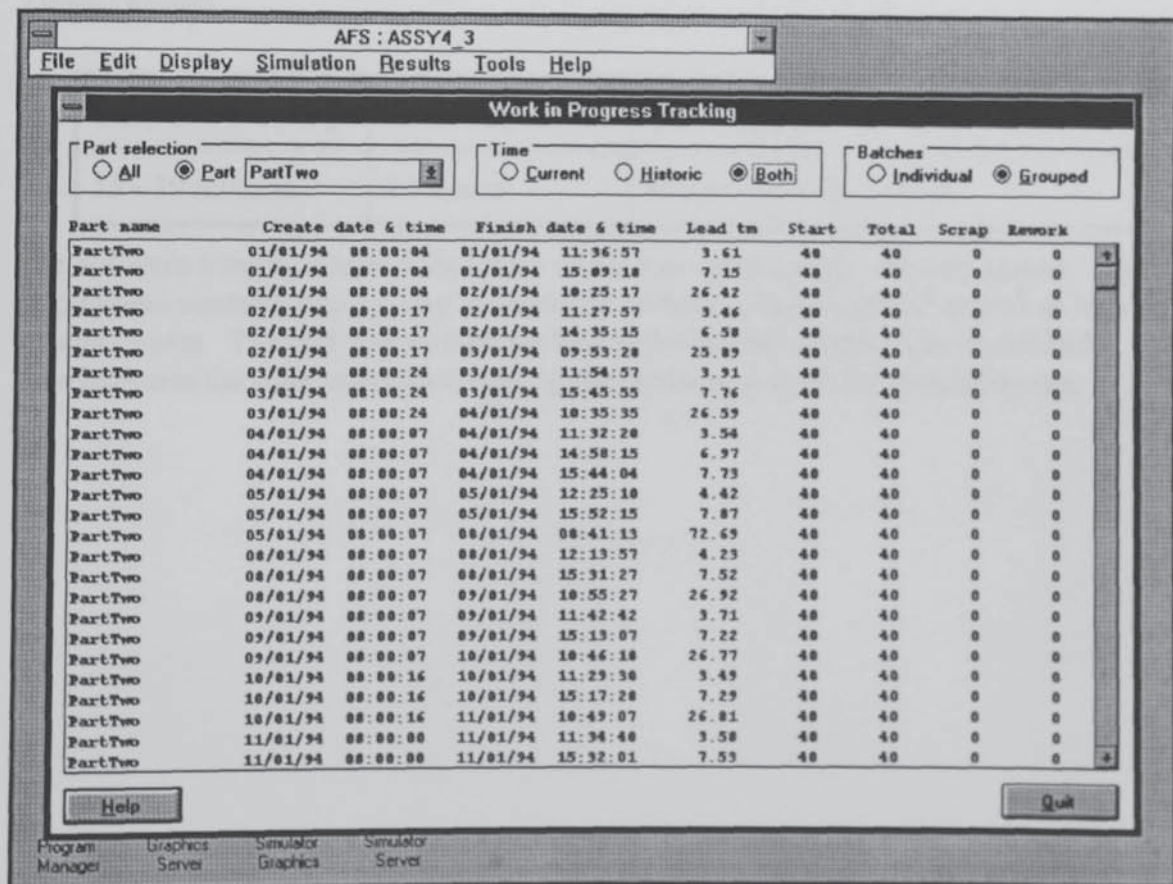 AFS : ASSY4_3
File Edit Display Simulation Results Tools Help
Work in Progress Tracking
Part selection Time Batches
All Part PartTwo Current Historic Both Individual Grouped
Part name Create date & time Finish date & time Lead tm Start Total Scrap Rework
PartTwo 01/01/94 08:00:04 01/01/94 11:36:57 3.61 40 40 0 0
PartTwo 01/01/94 08:00:04 01/01/94 15:09:18 7.15 40 40 0 0
PartTwo 01/01/94 08:00:04 02/01/94 10:25:17 26.42 40 40 0 0
PartTwo 02/01/94 08:00:17 02/01/94 11:27:57 3.46 40 40 0 0
PartTwo 02/01/94 08:00:17 02/01/94 14:35:15 6.58 40 40 0 0
PartTwo 02/01/94 08:00:17 03/01/94 09:53:28 25.89 40 40 0 0
PartTwo 03/01/94 08:00:24 03/01/94 11:54:57 3.91 40 40 0 0
PartTwo 03/01/94 08:00:24 03/01/94 15:45:55 7.76 40 40 0 0
PartTwo 03/01/94 08:00:24 04/01/94 10:35:35 26.59 40 40 0 0
PartTwo 04/01/94 08:00:07 04/01/94 11:32:20 3.54 40 40 0 0
PartTwo 04/01/94 08:00:07 04/01/94 14:58:15 6.97 40 40 0 0
PartTwo 04/01/94 08:00:07 04/01/94 15:44:04 7.73 40 40 0 0
PartTwo 05/01/94 08:00:07 05/01/94 12:25:10 4.42 40 40 0 0
PartTwo 05/01/94 08:00:07 05/01/94 15:52:15 7.87 40 40 0 0
PartTwo 05/01/94 08:00:07 08/01/94 08:41:13 72.69 40 40 0 0
PartTwo 08/01/94 08:00:07 08/01/94 12:13:57 4.23 40 40 0 0
PartTwo 08/01/94 08:00:07 08/01/94 15:31:27 7.52 40 40 0 0
PartTwo 08/01/94 08:00:07 09/01/94 10:55:27 26.92 40 40 0 0
PartTwo 09/01/94 08:00:07 09/01/94 11:42:42 3.71 40 40 0 0
PartTwo 09/01/94 08:00:07 09/01/94 15:13:07 7.22 40 40 0 0
PartTwo 09/01/94 08:00:07 10/01/94 10:46:18 26.77 40 40 0 0
PartTwo 10/01/94 08:00:16 10/01/94 11:29:30 3.49 40 40 0 0
PartTwo 10/01/94 08:00:16 10/01/94 15:17:28 7.29 40 40 0 0
PartTwo 10/01/94 08:00:16 11/01/94 10:49:07 26.81 40 40 0 0
PartTwo 11/01/94 08:00:00 11/01/94 11:34:40 3.58 40 40 0 0
PartTwo 11/01/94 08:00:00 11/01/94 15:32:01 7.53 40 40 0 0
Help Quit
Program Graphics Simulator Simulator
Manager Server Graphics Server